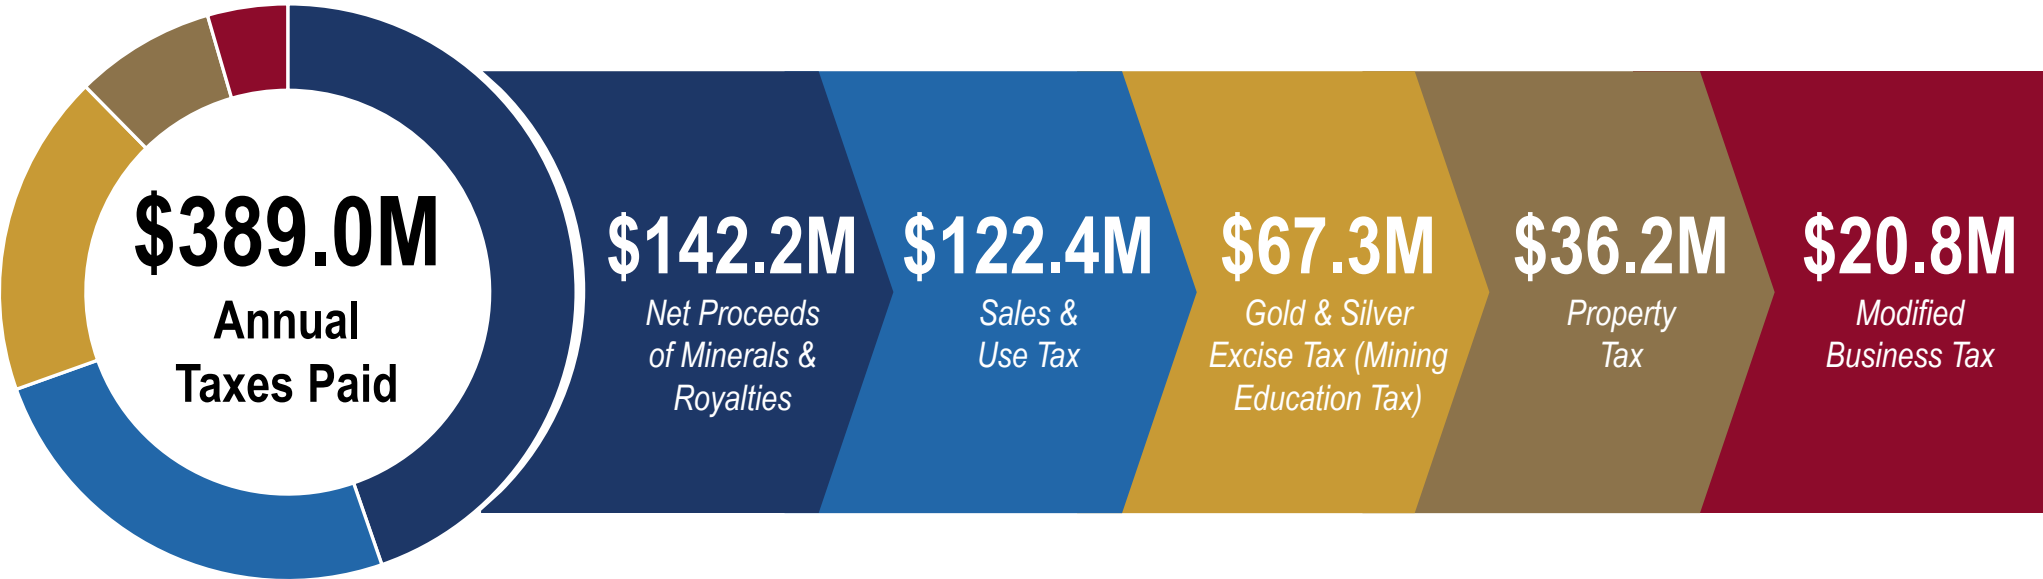 $389.0M
Annual
Taxes Paid
$142.2M
Net Proceeds
of Minerals &
Royalties
$122.4M
Sales &
Use Tax
$67.3M
Gold & Silver
Excise Tax (Mining
Education Tax)
$36.2M
Property
Tax
$20.8M
Modified
Business Tax